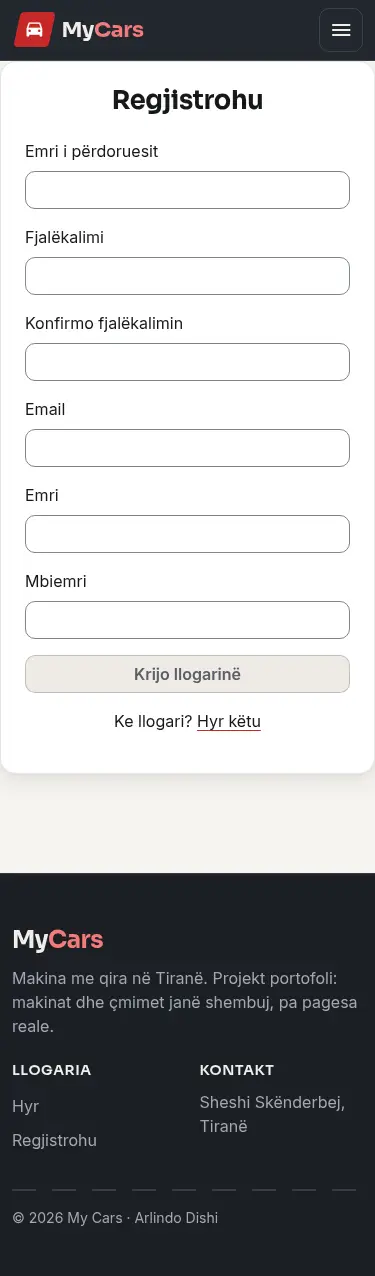 MyCars
Regjistrohu
Emri i përdoruesit
Fjalëkalimi
Konfirmo fjalëkalimin
Email
Emri
Mbiemri
Krijo llogarinë
Ke llogari? Hyr këtu
MyCars
Makina me qira në Tiranë. Projekt portofoli:
makinat dhe çmimet janë shembuj, pa pagesa
reale.
LLOGARIA
Hyr
Regjistrohu
KONTAKT
Sheshi Skënderbej,
Tiranë
© 2026 My Cars · Arlindo Dishi